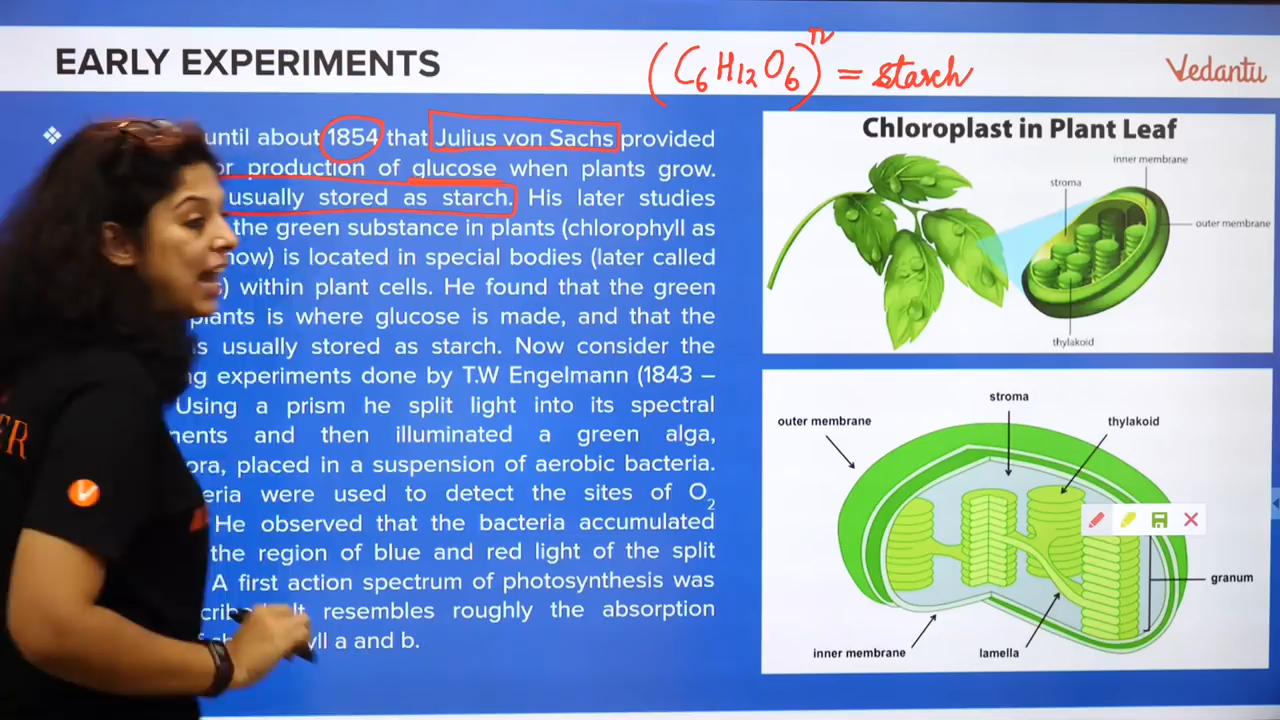 EARLY EXPERIMENTS
(C6H12O6)n = starch
Vedantu
until about 1854 that Julius von Sachs provided
production of glucose when plants grow.
usually stored as starch. His later studies
the green substance in plants (chlorophyll as
is located in special bodies (later called
within plant cells. He found that the green
is where glucose is made, and that the
usually stored as starch. Now consider the
experiments done by T.W Engelmann (1843 –
Using a prism he split light into its spectral
and then illuminated a green alga,
placed in a suspension of aerobic bacteria.
were used to detect the sites of O2
He observed that the bacteria accumulated
the region of blue and red light of the split
A first action spectrum of photosynthesis was
resembles roughly the absorption
a and b.
Chloroplast in Plant Leaf
inner membrane
stroma
outer membrane
thylakoid
stroma
outer membrane
thylakoid
granum
inner membrane
lamella